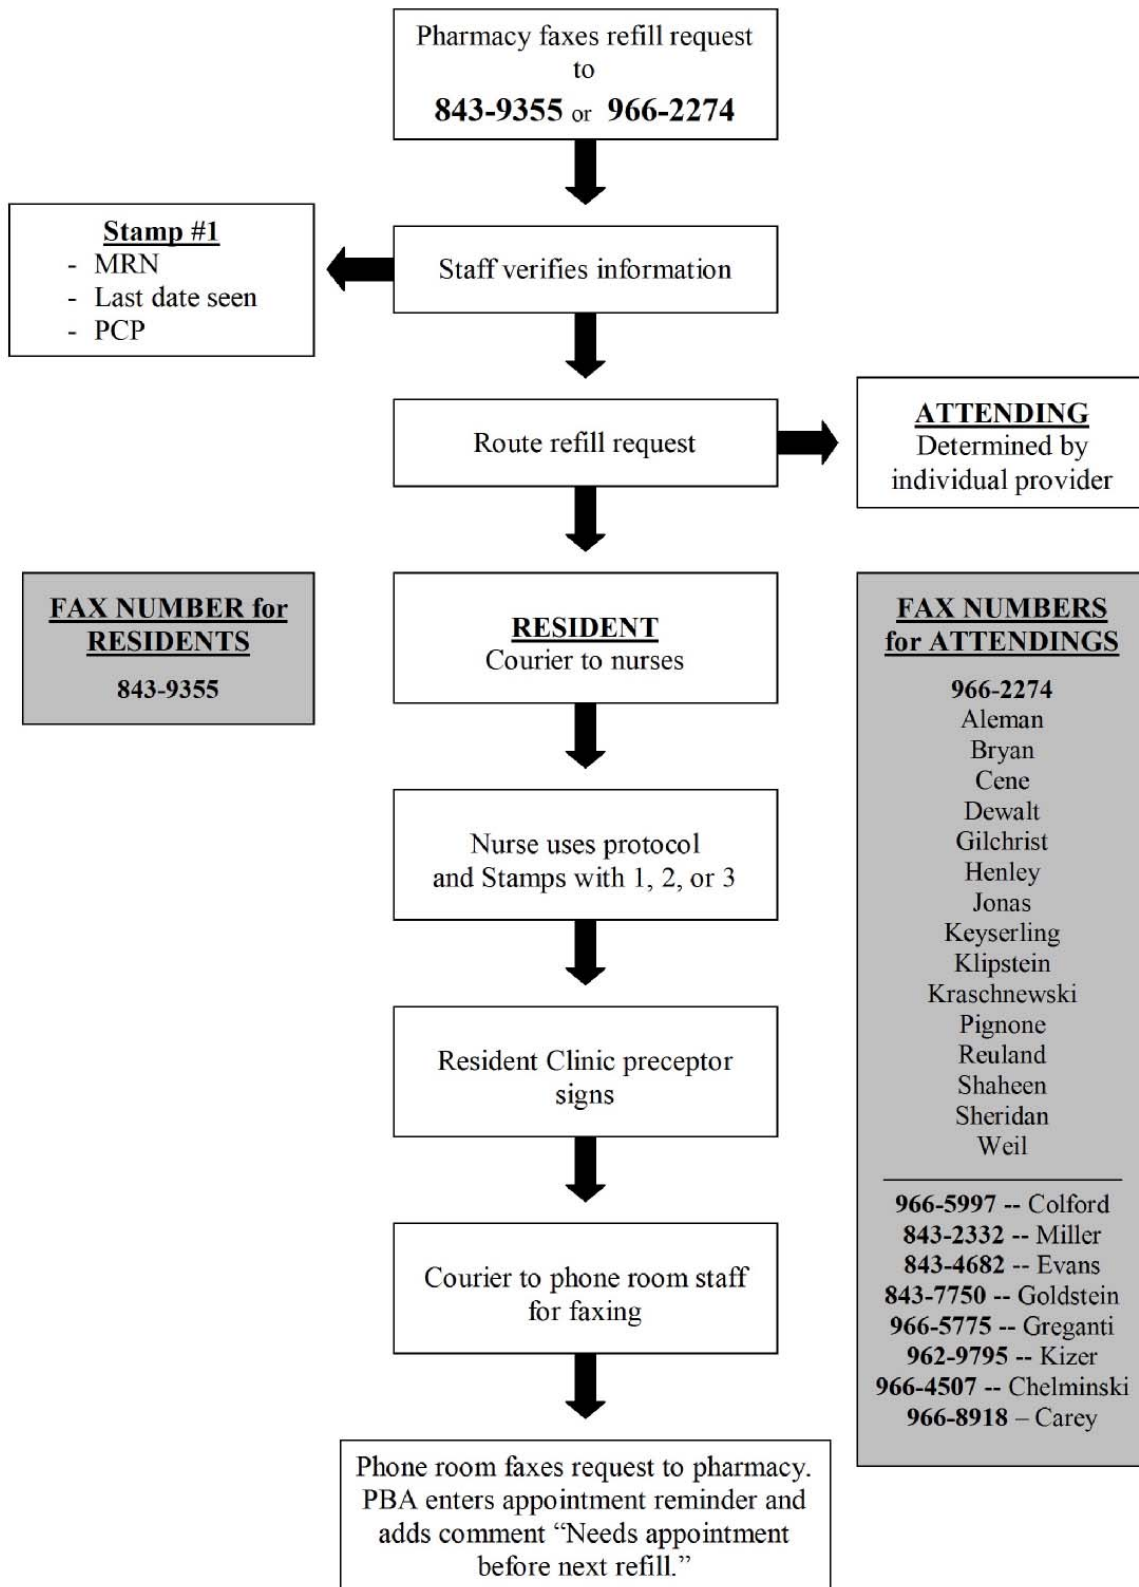 Pharmacy faxes refill request
to
843-9355 or 966-2274
Stamp #1
- MRN
- Last date seen
- PCP
Staff verifies information
Route refill request
ATTENDING
Determined by
individual provider
FAX NUMBER for
RESIDENTS
843-9355
RESIDENT
Courier to nurses
FAX NUMBERS
for ATTENDINGS
966-2274
Aleman
Bryan
Cene
Dewalt
Gilchrist
Henley
Jonas
Keyserling
Klipstein
Kraschnewski
Pignone
Reuland
Shaheen
Sheridan
Weil
966-5997 -- Colford
843-2332 -- Miller
843-4682 -- Evans
843-7750 -- Goldstein
966-5775 -- Greganti
962-9795 -- Kizer
966-4507 -- Chelminski
966-8918 – Carey
Nurse uses protocol
and Stamps with 1, 2, or 3
Resident Clinic preceptor
signs
Courier to phone room staff
for faxing
Phone room faxes request to pharmacy.
PBA enters appointment reminder and
adds comment “Needs appointment
before next refill.”